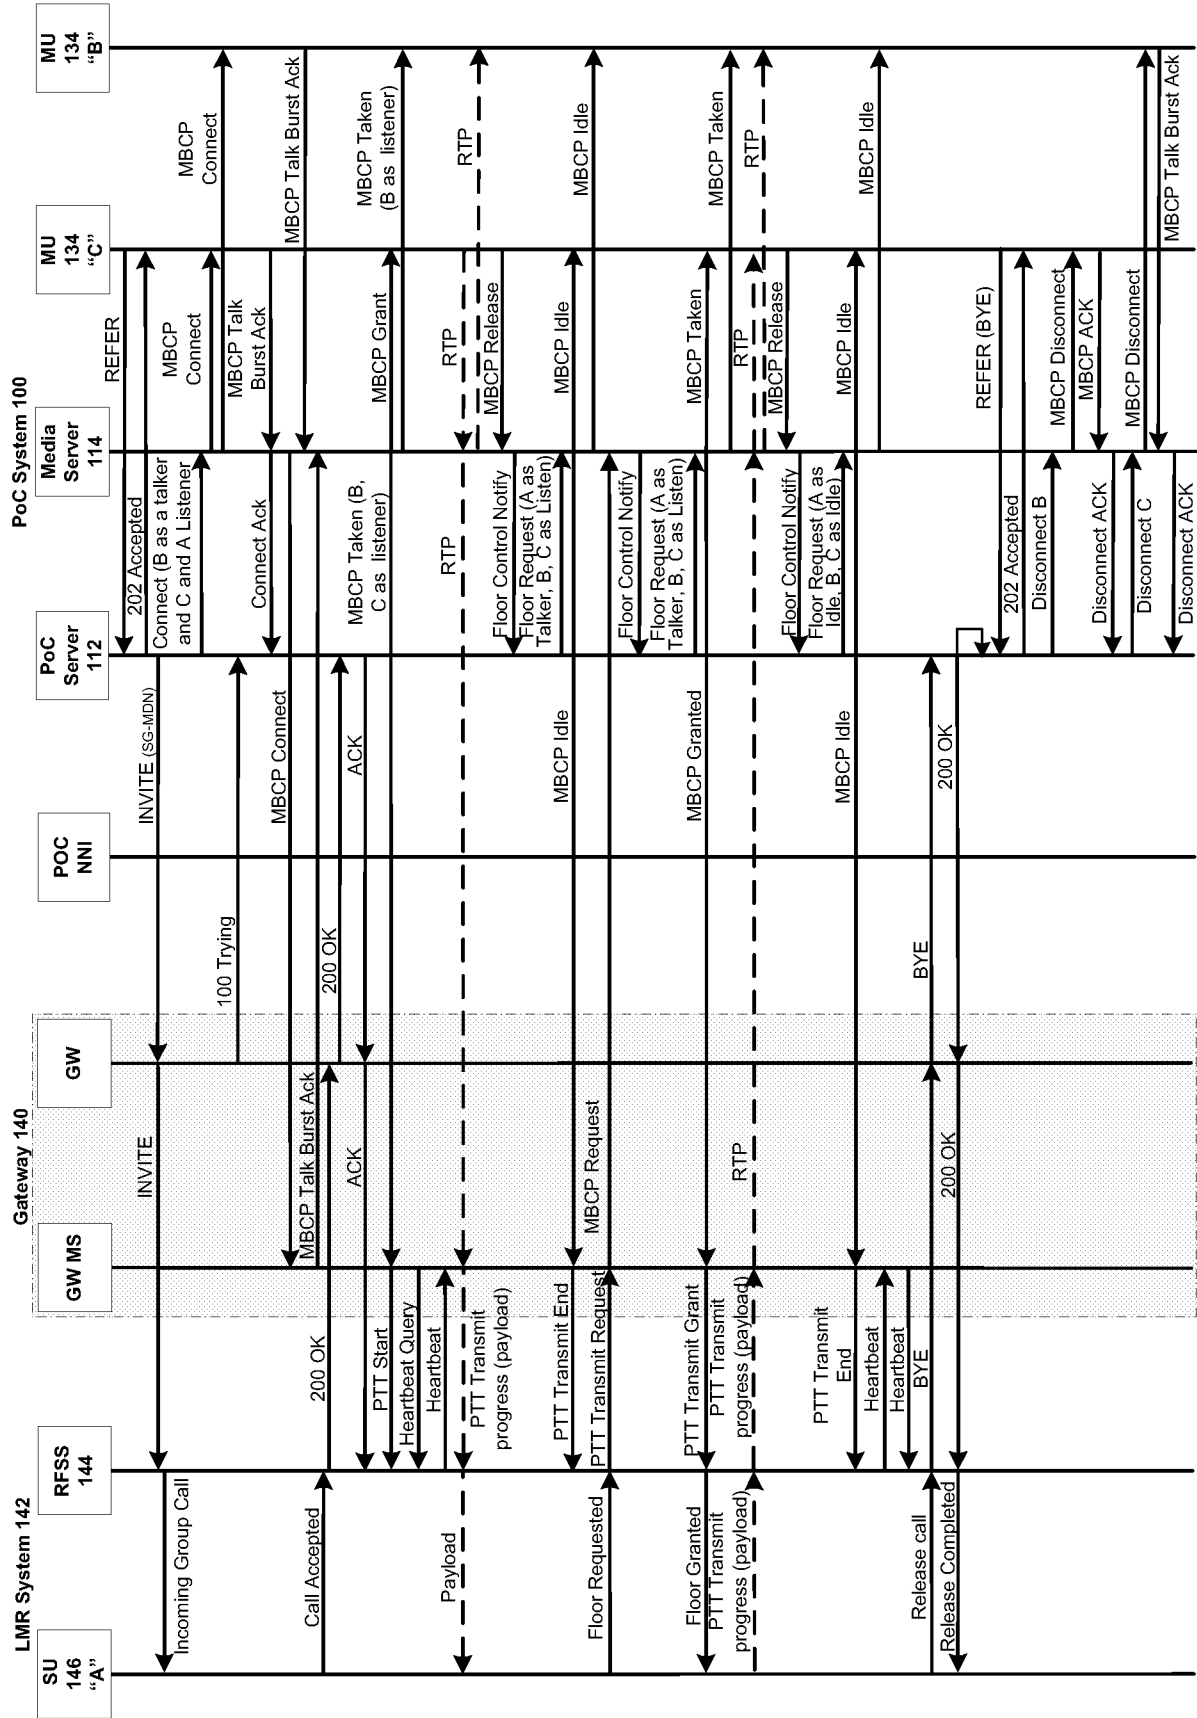 LMR System 142
Gateway 140
PoC System 100
SU
146
“A”
RFSS
144
GW MS
GW
POC
NNI
PoC
Server
112
Media
Server
114
MU
134
“C”
MU
134
“B”
REFER
202 Accepted
INVITE (SG-MDN)
INVITE
Incoming Group Call
Connect (B as a talker
and C and A Listener
MBCP
Connect
MBCP
Connect
100 Trying
MBCP Talk
Burst Ack
Connect Ack
MBCP Connect
MBCP Talk Burst Ack
MBCP Talk Burst Ack
Call Accepted
200 OK
200 OK
ACK
ACK
MBCP Grant
MBCP Taken (B,
C as listener)
MBCP Taken
(B as listener)
PTT Start
Heartbeat Query
Heartbeat
RTP
RTP
RTP
PTT Transmit
progress (payload)
Payload
MBCP Release
Floor Control Notify
Floor Request (A as
Talker, B, C as Listen)
MBCP Idle
MBCP Idle
MBCP Idle
PTT Transmit End
Floor Requested
PTT Transmit Request
MBCP Request
Floor Control Notify
Floor Request (A as
Talker, B, C as Listen)
MBCP Taken
MBCP Taken
MBCP Granted
PTT Transmit Grant
Floor Granted
PTT Transmit
progress (payload)
PTT Transmit
progress (payload)
RTP
RTP
RTP
MBCP Release
Floor Control Notify
Floor Request (A as
Idle, B, C as Idle)
MBCP Idle
MBCP Idle
MBCP Idle
PTT Transmit
End
Heartbeat
Heartbeat
Release call
BYE
BYE
200 OK
200 OK
Release Completed
REFER (BYE)
202 Accepted
Disconnect B
MBCP Disconnect
MBCP ACK
Disconnect ACK
Disconnect C
MBCP Disconnect
MBCP Talk Burst Ack
Disconnect ACK